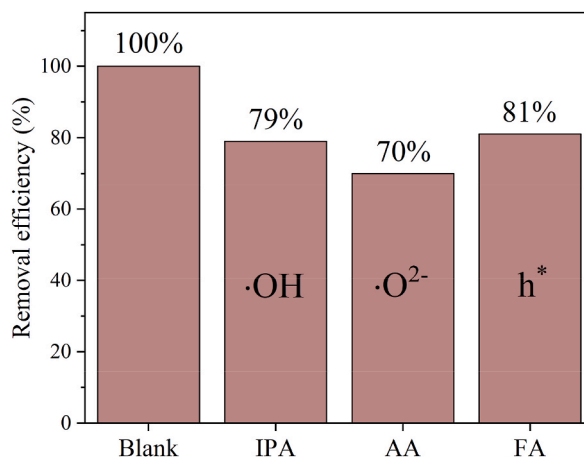 Removal efficiency (%)
100
80
60
40
20
0
100%
79%
70%
81%
·OH
·O²⁻
h*
Blank
IPA
AA
FA